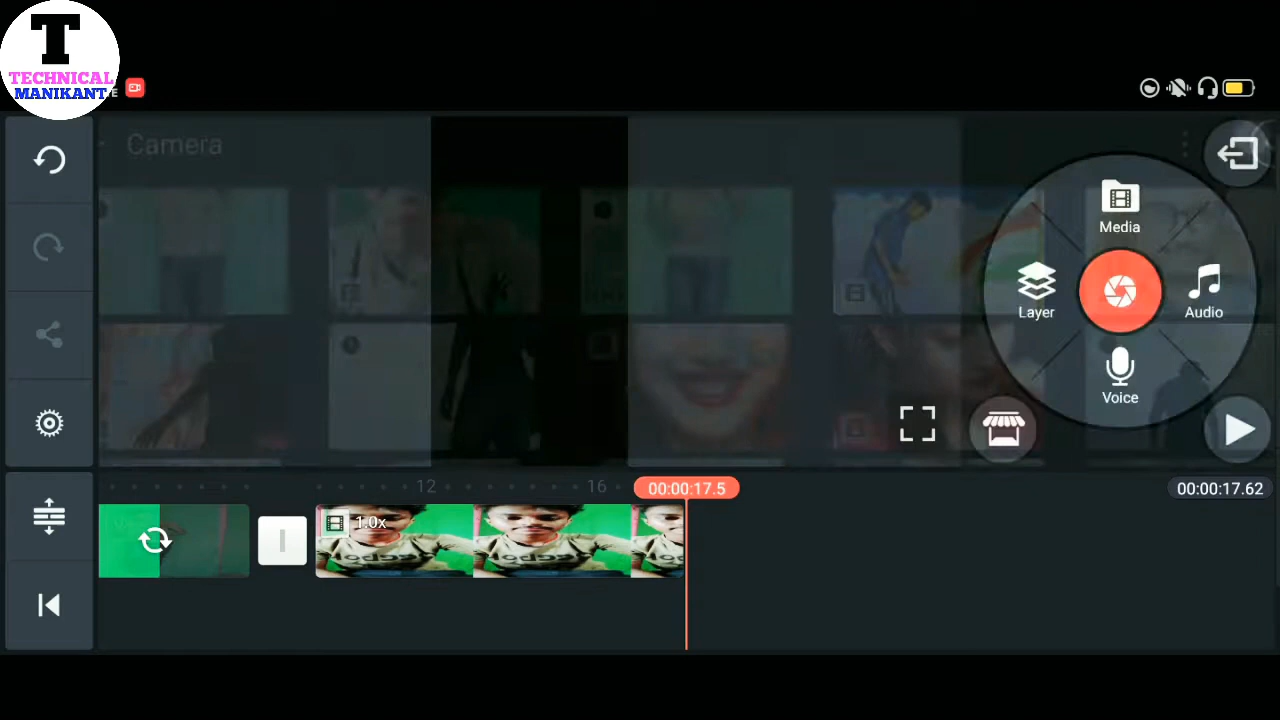 T
TECHNICAL
MANIKANT
E
Camera
Media
Layer
Audio
Voice
12
16
00:00:17.5
00:00:17.62
1.0x